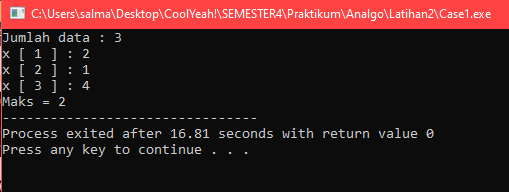 C:\Users\salma\Desktop\CoolYeah!\SEMESTER4\Praktikum\Analgo\Latihan2\Case1.exe
Jumlah data : 3
x [ 1 ] : 2
x [ 2 ] : 1
x [ 3 ] : 4
Maks = 2
--------------------------------
Process exited after 16.81 seconds with return value 0
Press any key to continue . . .